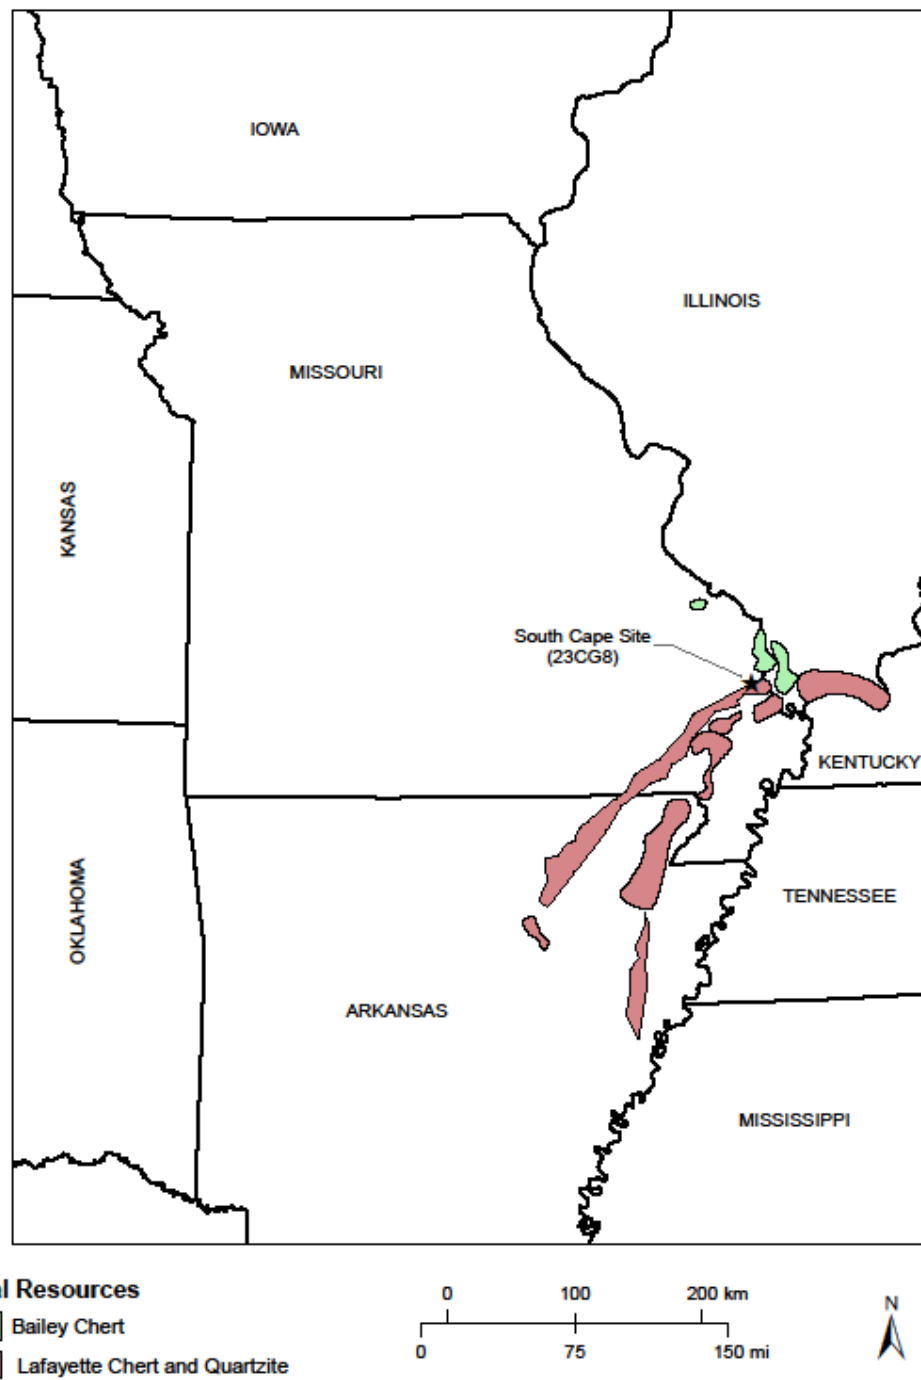 IOWA
ILLINOIS
MISSOURI
KANSAS
South Cape Site
(23CG8)
KENTUCKY
OKLAHOMA
TENNESSEE
ARKANSAS
MISSISSIPPI
al Resources
Bailey Chert
Lafayette Chert and Quartzite
0 100 200 km
0 75 150 mi
N